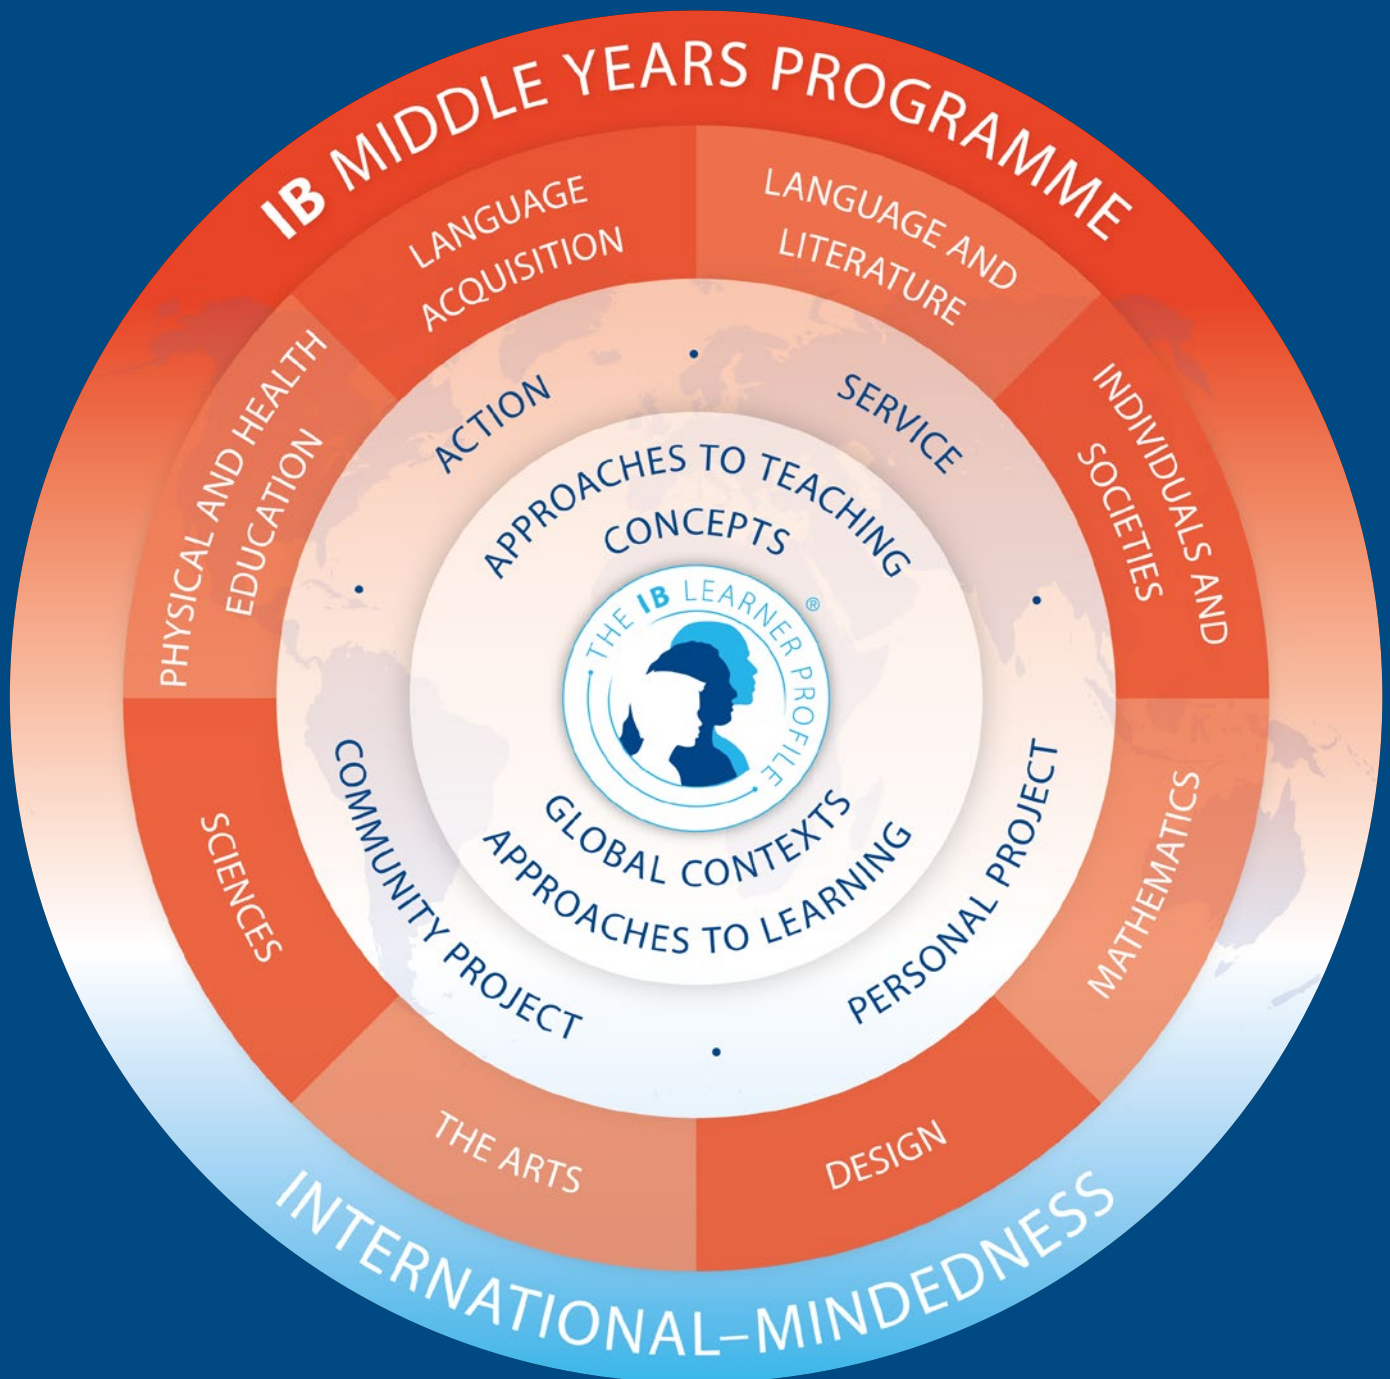 IB MIDDLE YEARS PROGRAMME
LANGUAGE
ACQUISITION
LANGUAGE AND
LITERATURE
PHYSICAL AND HEALTH
EDUCATION
INDIVIDUALS AND
SOCIETIES
ACTION
SERVICE
APPROACHES TO TEACHING
CONCEPTS
THE IB LEARNER PROFILE
®
GLOBAL CONTEXTS
APPROACHES TO LEARNING
COMMUNITY PROJECT
PERSONAL PROJECT
SCIENCES
MATHEMATICS
THE ARTS
DESIGN
INTERNATIONAL–MINDEDNESS